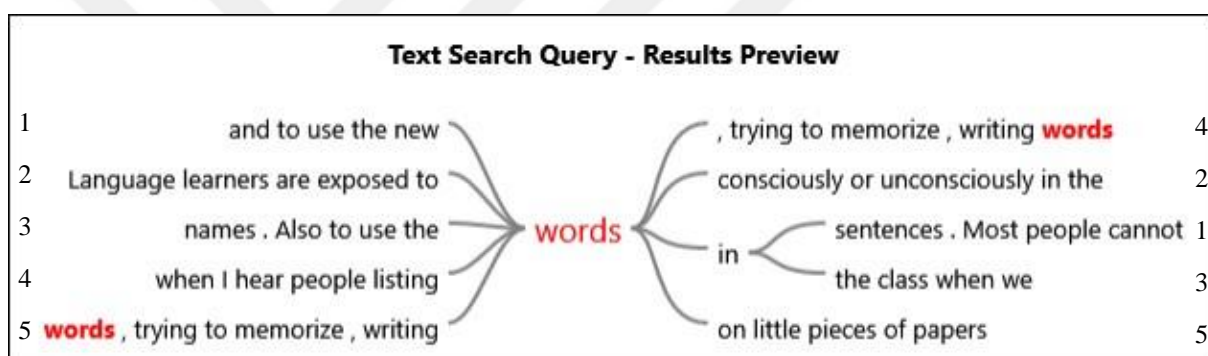 Text Search Query - Results Preview
1 and to use the new
2 Language learners are exposed to
3 names . Also to use the
4 when I hear people listing
5 words , trying to memorize , writing
words
, trying to memorize , writing words 4
consciously or unconsciously in the 2
in
sentences . Most people cannot 1
the class when we 3
on little pieces of papers 5